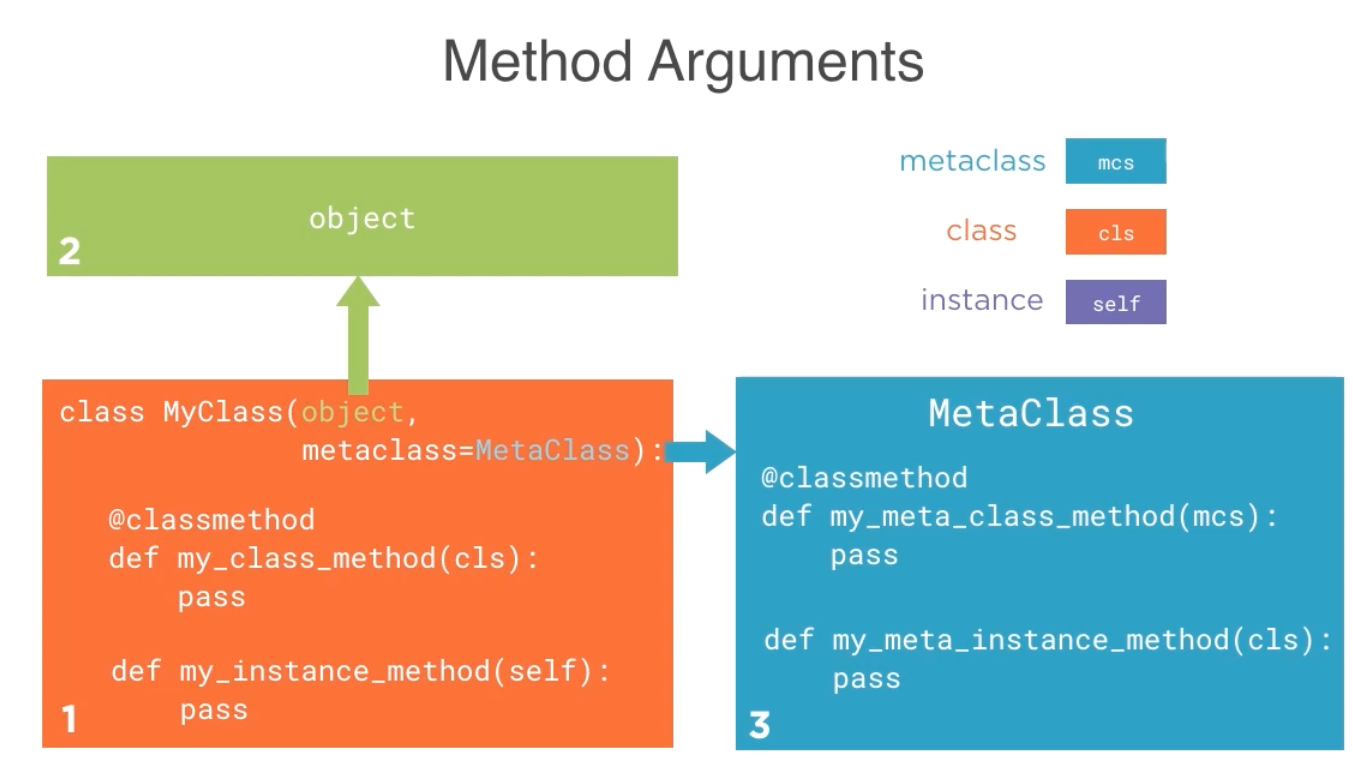 Method Arguments
object
2
metaclass mcs
class cls
instance self
class MyClass(object,
metaclass=MetaClass):
@classmethod
def my_class_method(cls):
pass
def my_instance_method(self):
pass
1
MetaClass
@classmethod
def my_meta_class_method(mcs):
pass
def my_meta_instance_method(cls):
pass
3